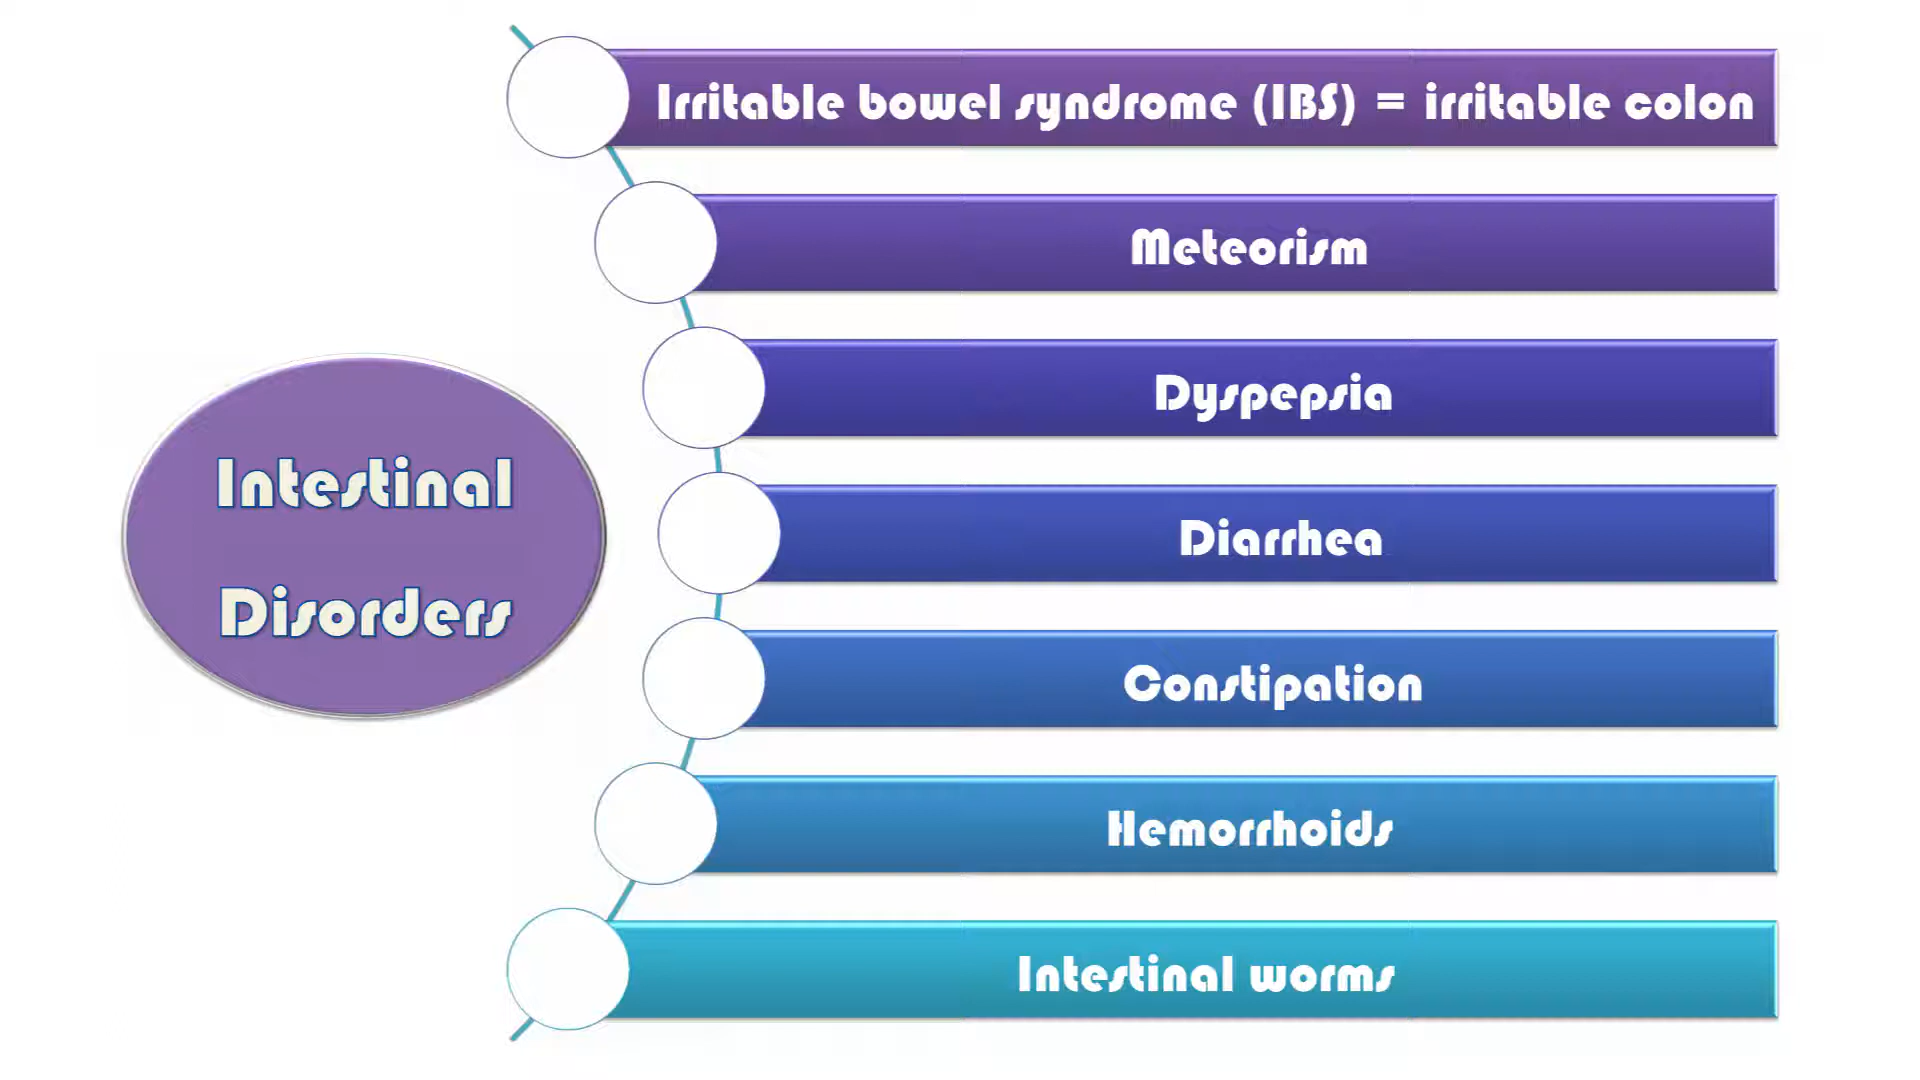 Irritable bowel syndrome (IBS) = irritable colon
Meteorism
Dyspepsia
Diarrhea
Constipation
Hemorrhoids
Intestinal worms
Intestinal
Disorders